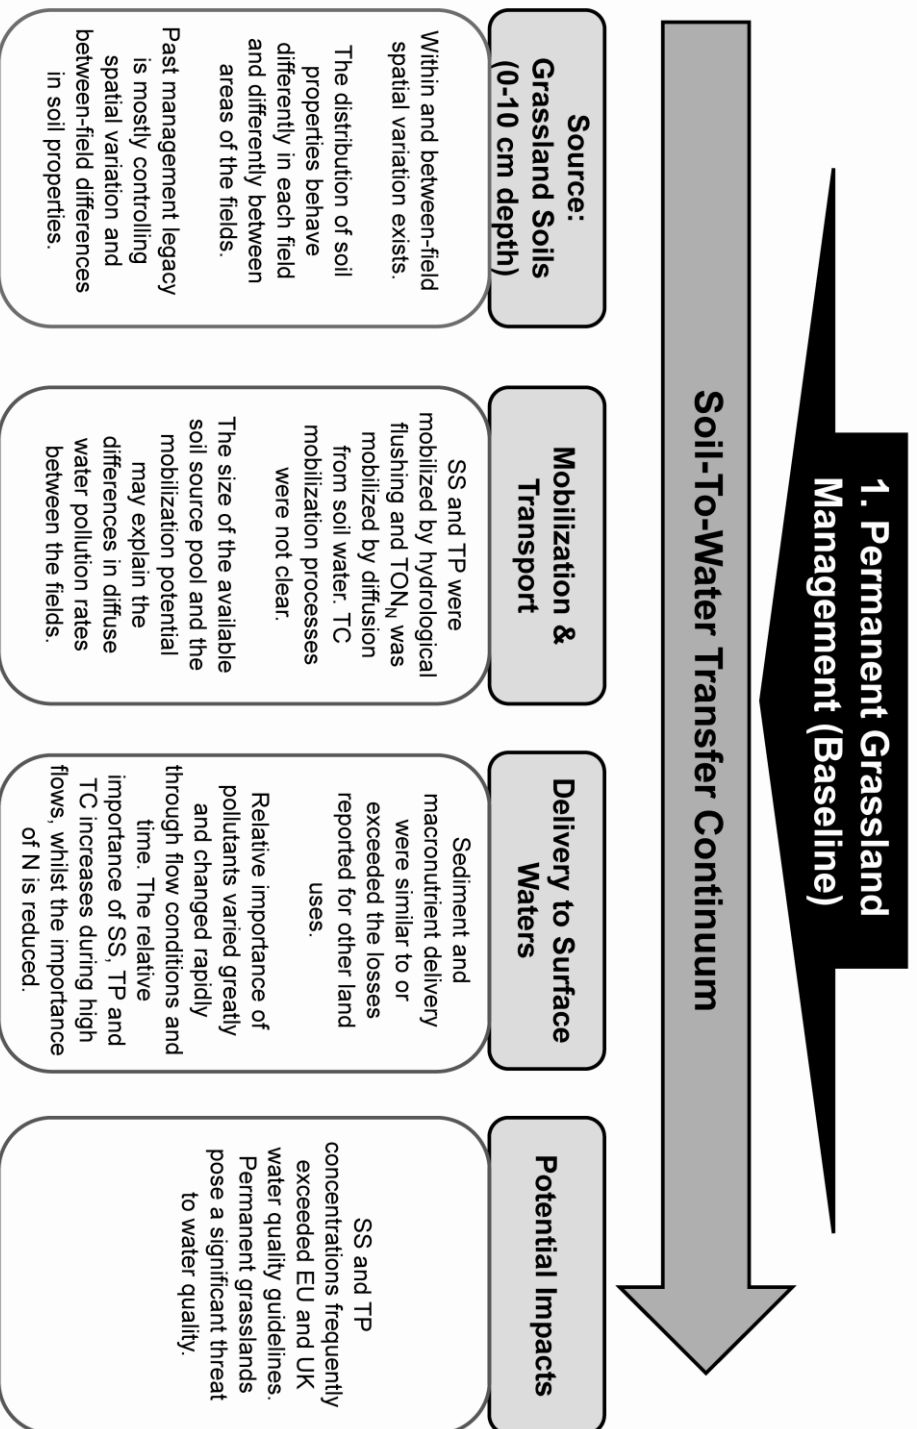 1. Permanent Grassland
Management (Baseline)
Soil-To-Water Transfer Continuum
Source:
Grassland Soils
(0-10 cm depth)
Within and between-field
spatial variation exists.
The distribution of soil
properties behave
differently in each field
and differently between
areas of the fields.
Past management legacy
is mostly controlling
spatial variation and
between-field differences
in soil properties.
Mobilization &
Transport
SS and TP were
mobilized by hydrological
flushing and TONN was
mobilized by diffusion
from soil water. TC
mobilization processes
were not clear.
The size of the available
soil source pool and the
mobilization potential
may explain the
differences in diffuse
water pollution rates
between the fields.
Delivery to Surface
Waters
Sediment and
macronutrient delivery
were similar to or
exceeded the losses
reported for other land
uses.
Relative importance of
pollutants varied greatly
and changed rapidly
through flow conditions and
time. The relative
importance of SS, TP and
TC increases during high
flows, whilst the importance
of N is reduced.
Potential Impacts
SS and TP
concentrations frequently
exceeded EU and UK
water quality guidelines.
Permanent grasslands
pose a significant threat
to water quality.